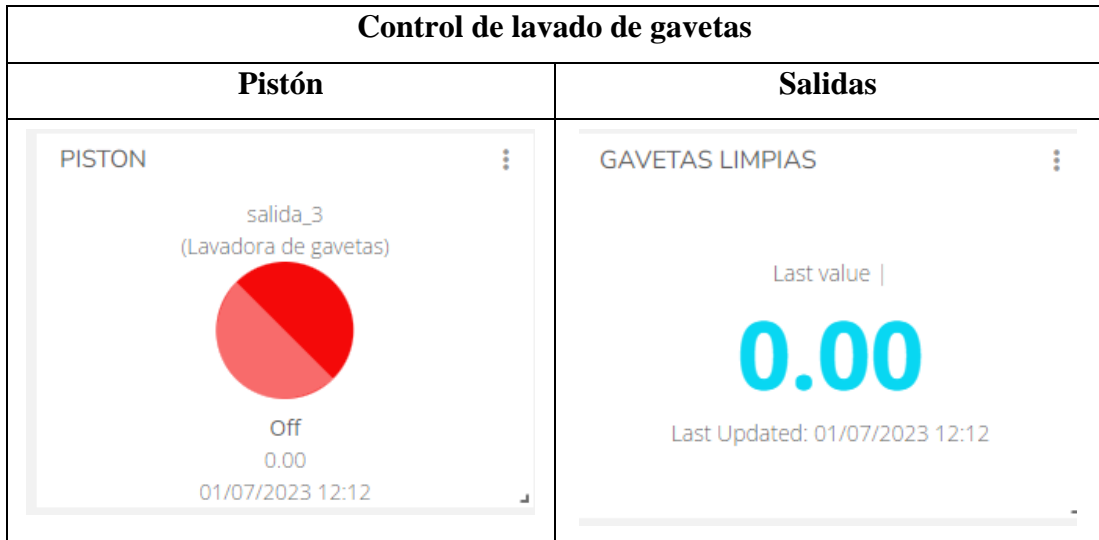 Control de lavado de gavetas
Pistón
Salidas
PISTON
salida_3
(Lavadora de gavetas)
Off
0.00
01/07/2023 12:12
GAVETAS LIMPIAS
Last value |
0.00
Last Updated: 01/07/2023 12:12